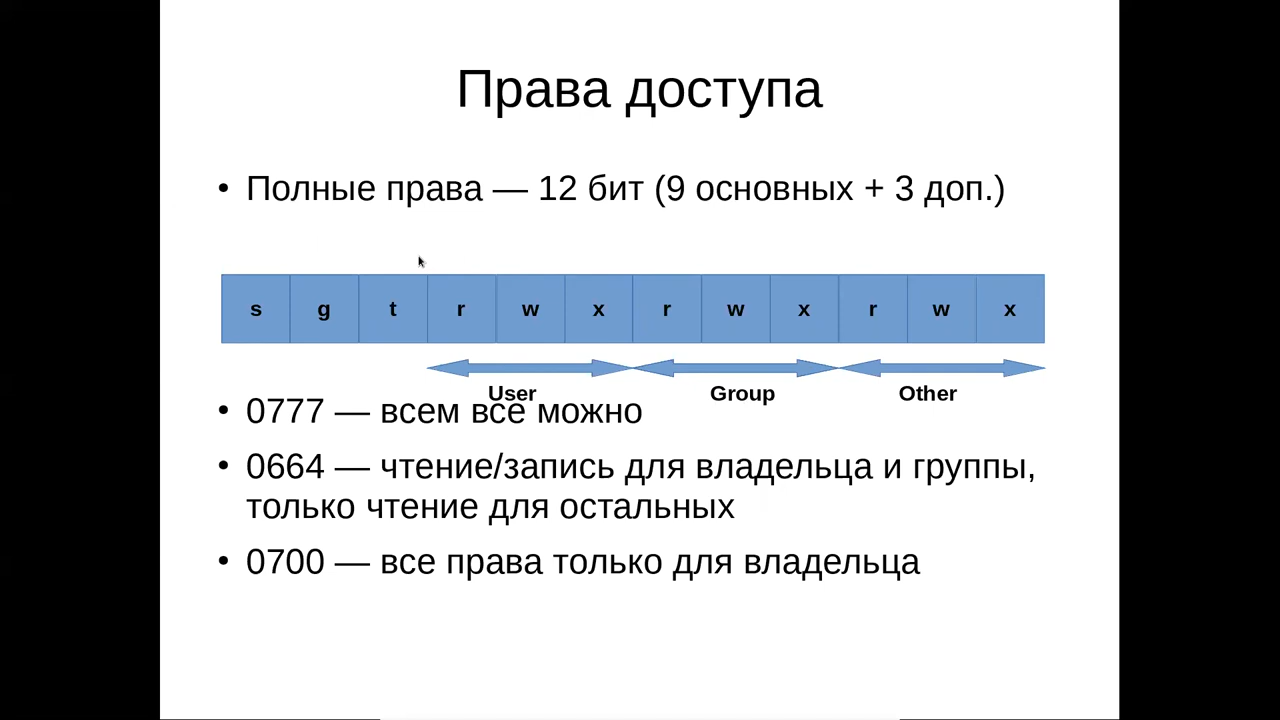 Права доступа
• Полные права — 12 бит (9 основных + 3 доп.)
s g t r w x r w x r w x
User Group Other
• 0777 — всем все можно
• 0664 — чтение/запись для владельца и группы,
только чтение для остальных
• 0700 — все права только для владельца